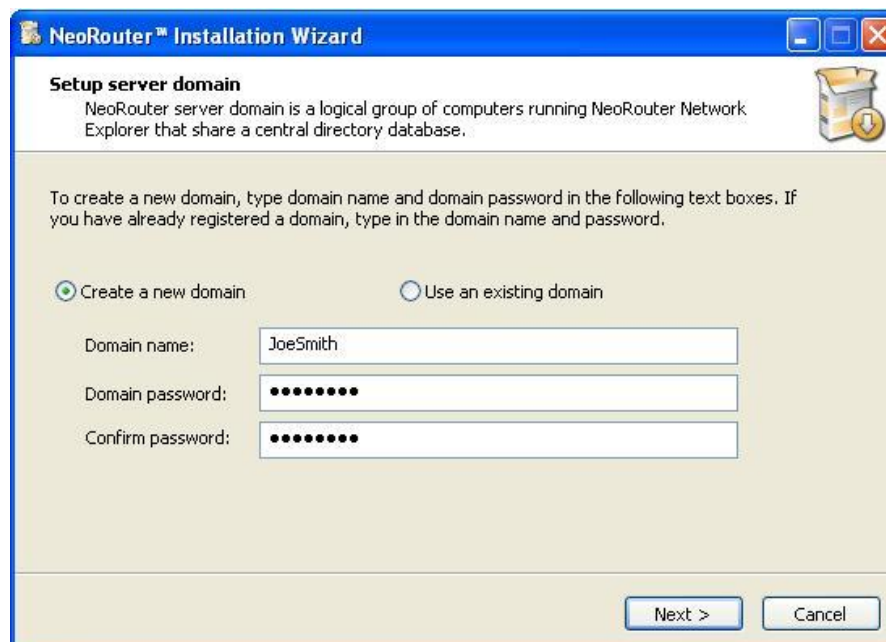 NeoRouter™ Installation Wizard
Setup server domain
NeoRouter server domain is a logical group of computers running NeoRouter Network
Explorer that share a central directory database.
To create a new domain, type domain name and domain password in the following text boxes. If
you have already registered a domain, type in the domain name and password.
Create a new domain Use an existing domain
Domain name: JoeSmith
Domain password: ●●●●●●●●
Confirm password: ●●●●●●●●
Next > Cancel